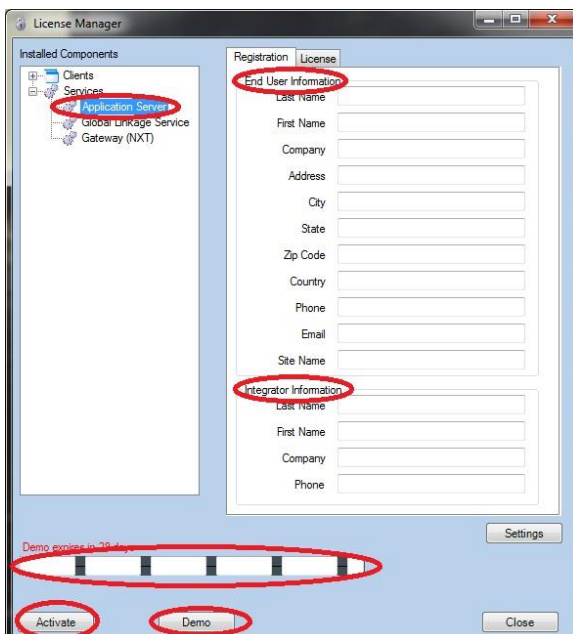 License Manager
Installed Components
Clients
Services
Application Server
Global Linkage Service
Gateway (NXT)
Registration
License
End User Information
Last Name
First Name
Company
Address
City
State
Zip Code
Country
Phone
Email
Site Name
Integrator Information
Last Name
First Name
Company
Phone
Settings
Demo expires in 29 days
Activate
Demo
Close